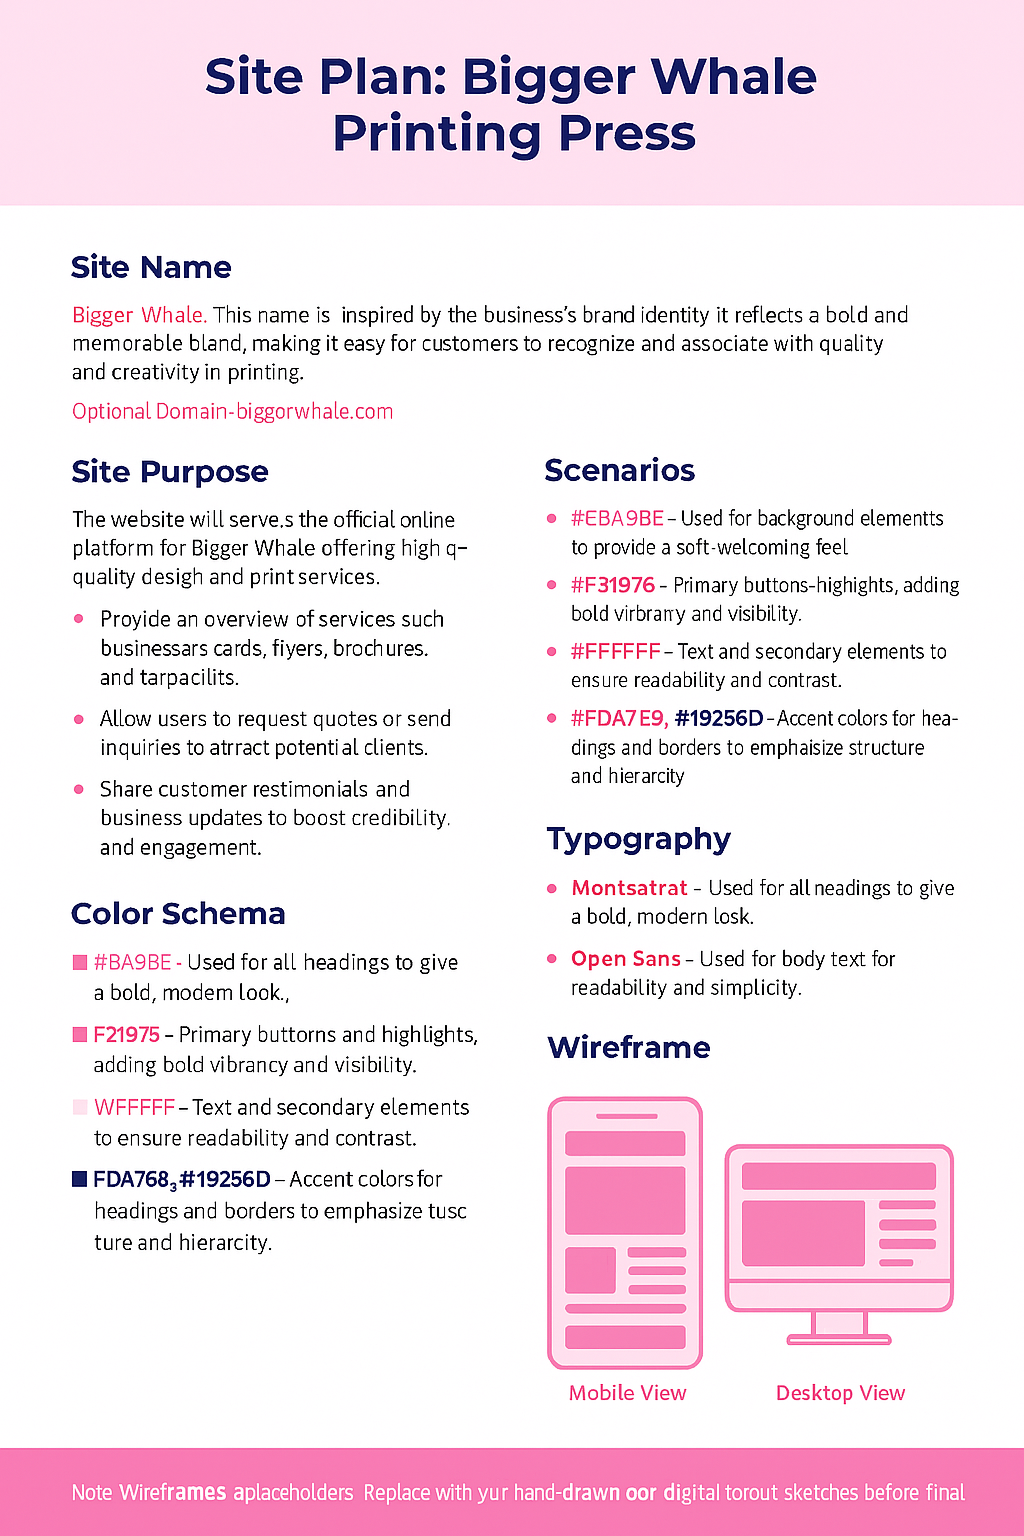 Site Plan: Bigger Whale
Printing Press
Site Name
Bigger Whale. This name is inspired by the business's brand identity it reflects a bold and
memorable bland, making it easy for customers to recognize and associate with quality
and creativity in printing.
Optional Domain-biggorwhale.com
Site Purpose
The website will serve.s the official online
platform for Bigger Whale offering high q–
quality desigh and print services.
• Proyide an overview of services such
businessars cards, fiyers, brochures.
and tarpacilits.
• Allow users to request quotes or send
inquiries to atrract potential clients.
• Share customer restimonials and
business updates to boost credibility.
and engagement.
Color Schema
#BA9BE - Used for all headings to give
a bold, modem look.,
F21975 – Primary buttorns and highlights,
adding bold vibrancy and visibility.
WFFFFF – Text and secondary elements
to ensure readability and contrast.
FDA768₃#19256D – Accent colors for
headings and borders to emphasize tusc
ture and hierarcity.
Scenarios
• #EBA9BE – Used for background elementts
to provide a soft-welcoming feel
• #F31976 – Primary buttons-highights, adding
bold virbrarry and visibility.
• #FFFFFF – Text and secondary elements to
ensure readability and contrast.
• #FDA7E9, #19256D – Accent colors for hea-
dings and borders to emphaisize structure
and hierarcity
Typography
• Montsatrat – Used for all neadings to give
a bold, modern losk.
• Open Sans – Used for body text for
readability and simplicity.
Wireframe
Mobile View
Desktop View
Note Wireframes aplaceholders Replace with yur hand-drawn oor digital torout sketches before final